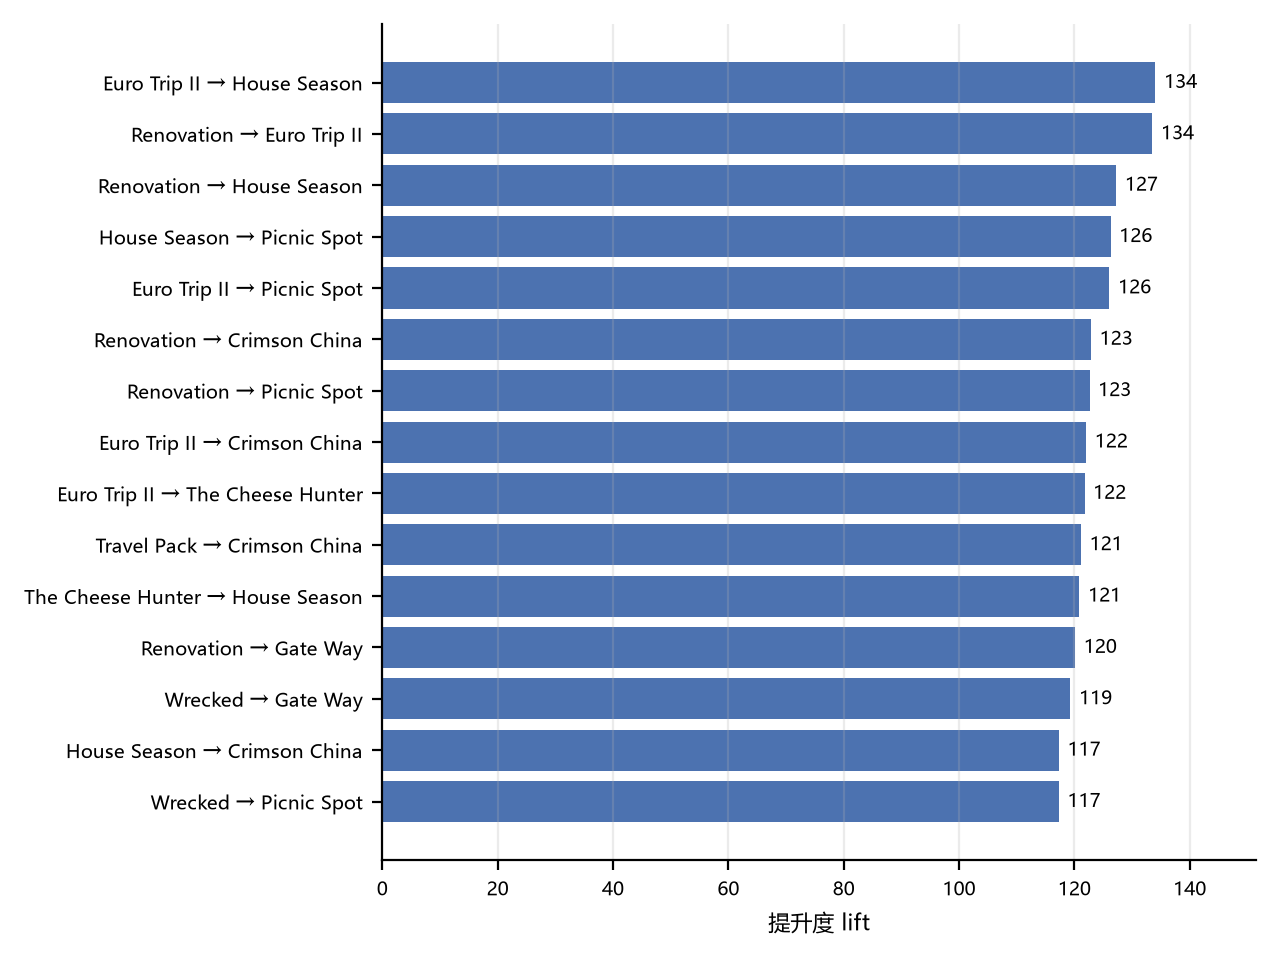 Euro Trip II → House Season 134
Renovation → Euro Trip II 134
Renovation → House Season 127
House Season → Picnic Spot 126
Euro Trip II → Picnic Spot 126
Renovation → Crimson China 123
Renovation → Picnic Spot 123
Euro Trip II → Crimson China 122
Euro Trip II → The Cheese Hunter 122
Travel Pack → Crimson China 121
The Cheese Hunter → House Season 121
Renovation → Gate Way 120
Wrecked → Gate Way 119
House Season → Crimson China 117
Wrecked → Picnic Spot 117
0 20 40 60 80 100 120 140
提升度 lift